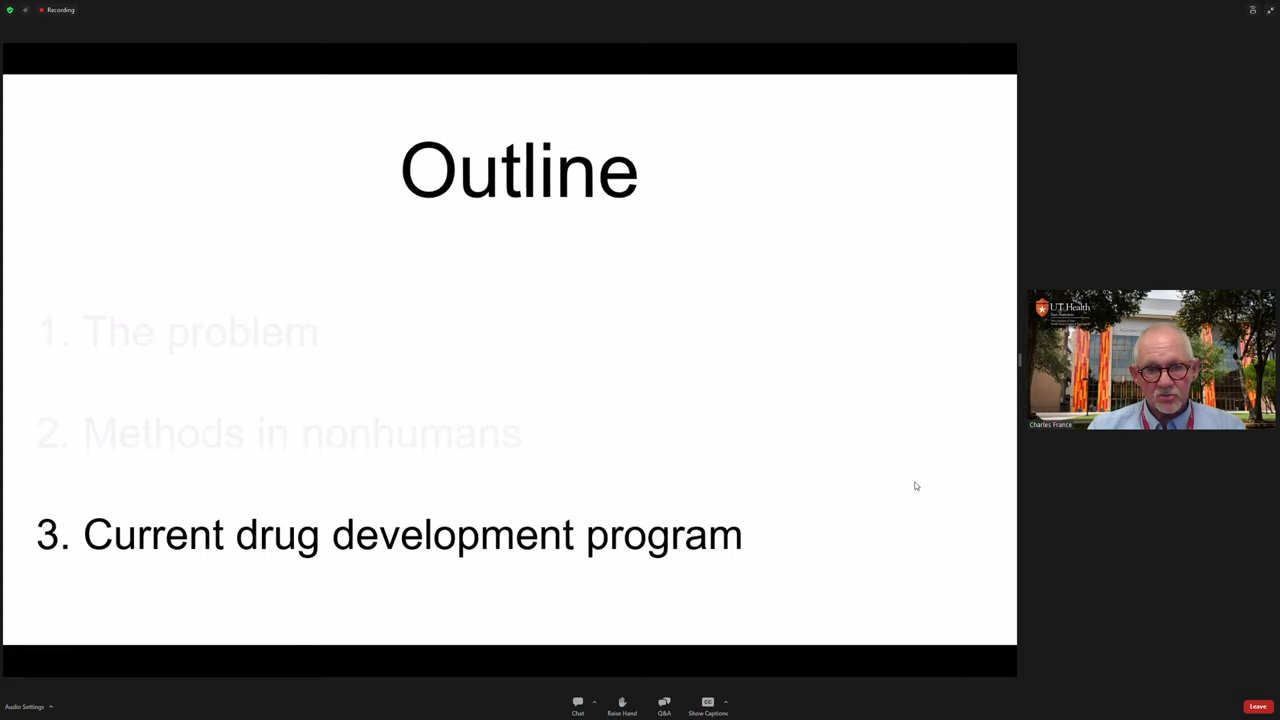 Recording
Outline
1. The problem
2. Methods in nonhumans
3. Current drug development program
UT Health
San Antonio
Charles France
Audio Settings
Chat
Raise Hand
Q&A
CC
Show Captions
Leave